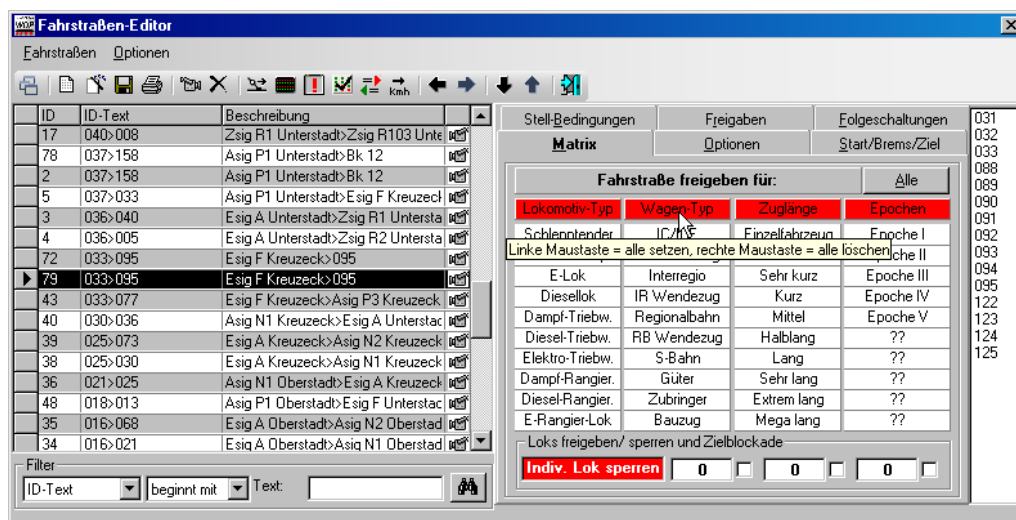 Fahrstraßen-Editor
Fahrstraßen Optionen
Kmh
ID ID-Text Beschreibung
17 040>008 Zsig R1 Unterstadt>Zsig R103 Unte
78 037>158 Asig P1 Unterstadt>Bk 12
2 037>158 Asig P1 Unterstadt>Bk 12
5 037>033 Asig P1 Unterstadt>Esig F Kreuzeck
3 036>040 Esig A Unterstadt>Zsig R1 Untersta
4 036>005 Esig A Unterstadt>Zsig R2 Untersta
72 033>095 Esig F Kreuzeck>095
79 033>095 Esig F Kreuzeck>095
43 033>077 Esig F Kreuzeck>Asig P3 Kreuzeck
40 030>036 Asig N1 Kreuzeck>Esig A Unterstac
39 025>073 Esig A Kreuzeck>Asig N2 Kreuzeck
38 025>030 Esig A Kreuzeck>Asig N1 Kreuzeck
36 021>025 Asig N1 Oberstadt>Esig A Kreuzeck
48 018>013 Asig P1 Oberstadt>Esig F Unterstac
35 016>068 Esig A Oberstadt>Asig N2 Oberstad
34 016>021 Esig A Oberstadt>Asig N1 Oberstad
Filter
ID-Text beginnt mit Text:
Stell-Bedingungen Freigaben Folgeschaltungen
Matrix Optionen Start/Brems/Ziel
Fahrstraße freigeben für: Alle
Lokomotiv-Typ Wagen-Typ Zuglänge Epochen
Schlepptender Einzelfahrzeug Epoche I
Linke Maustaste = alle setzen, rechte Maustaste = alle löschen
che II
E-Lok Interregio Sehr kurz Epoche III
Diesellok IR Wendezug Kurz Epoche IV
Dampf-Triebw. Regionalbahn Mittel Epoche V
Diesel-Triebw. RB Wendezug Halblang ??
Elektro-Triebw. S-Bahn Lang ??
Dampf-Rangier. Güter Sehr lang ??
Diesel-Rangier. Zubringer Extrem lang ??
E-Rangier-Lok Bauzug Mega lang ??
Loks freigeben/ sperren und Zielblockade
Indiv. Lok sperren 0 0 0
031
032
033
088
089
090
091
092
093
094
095
122
123
124
125